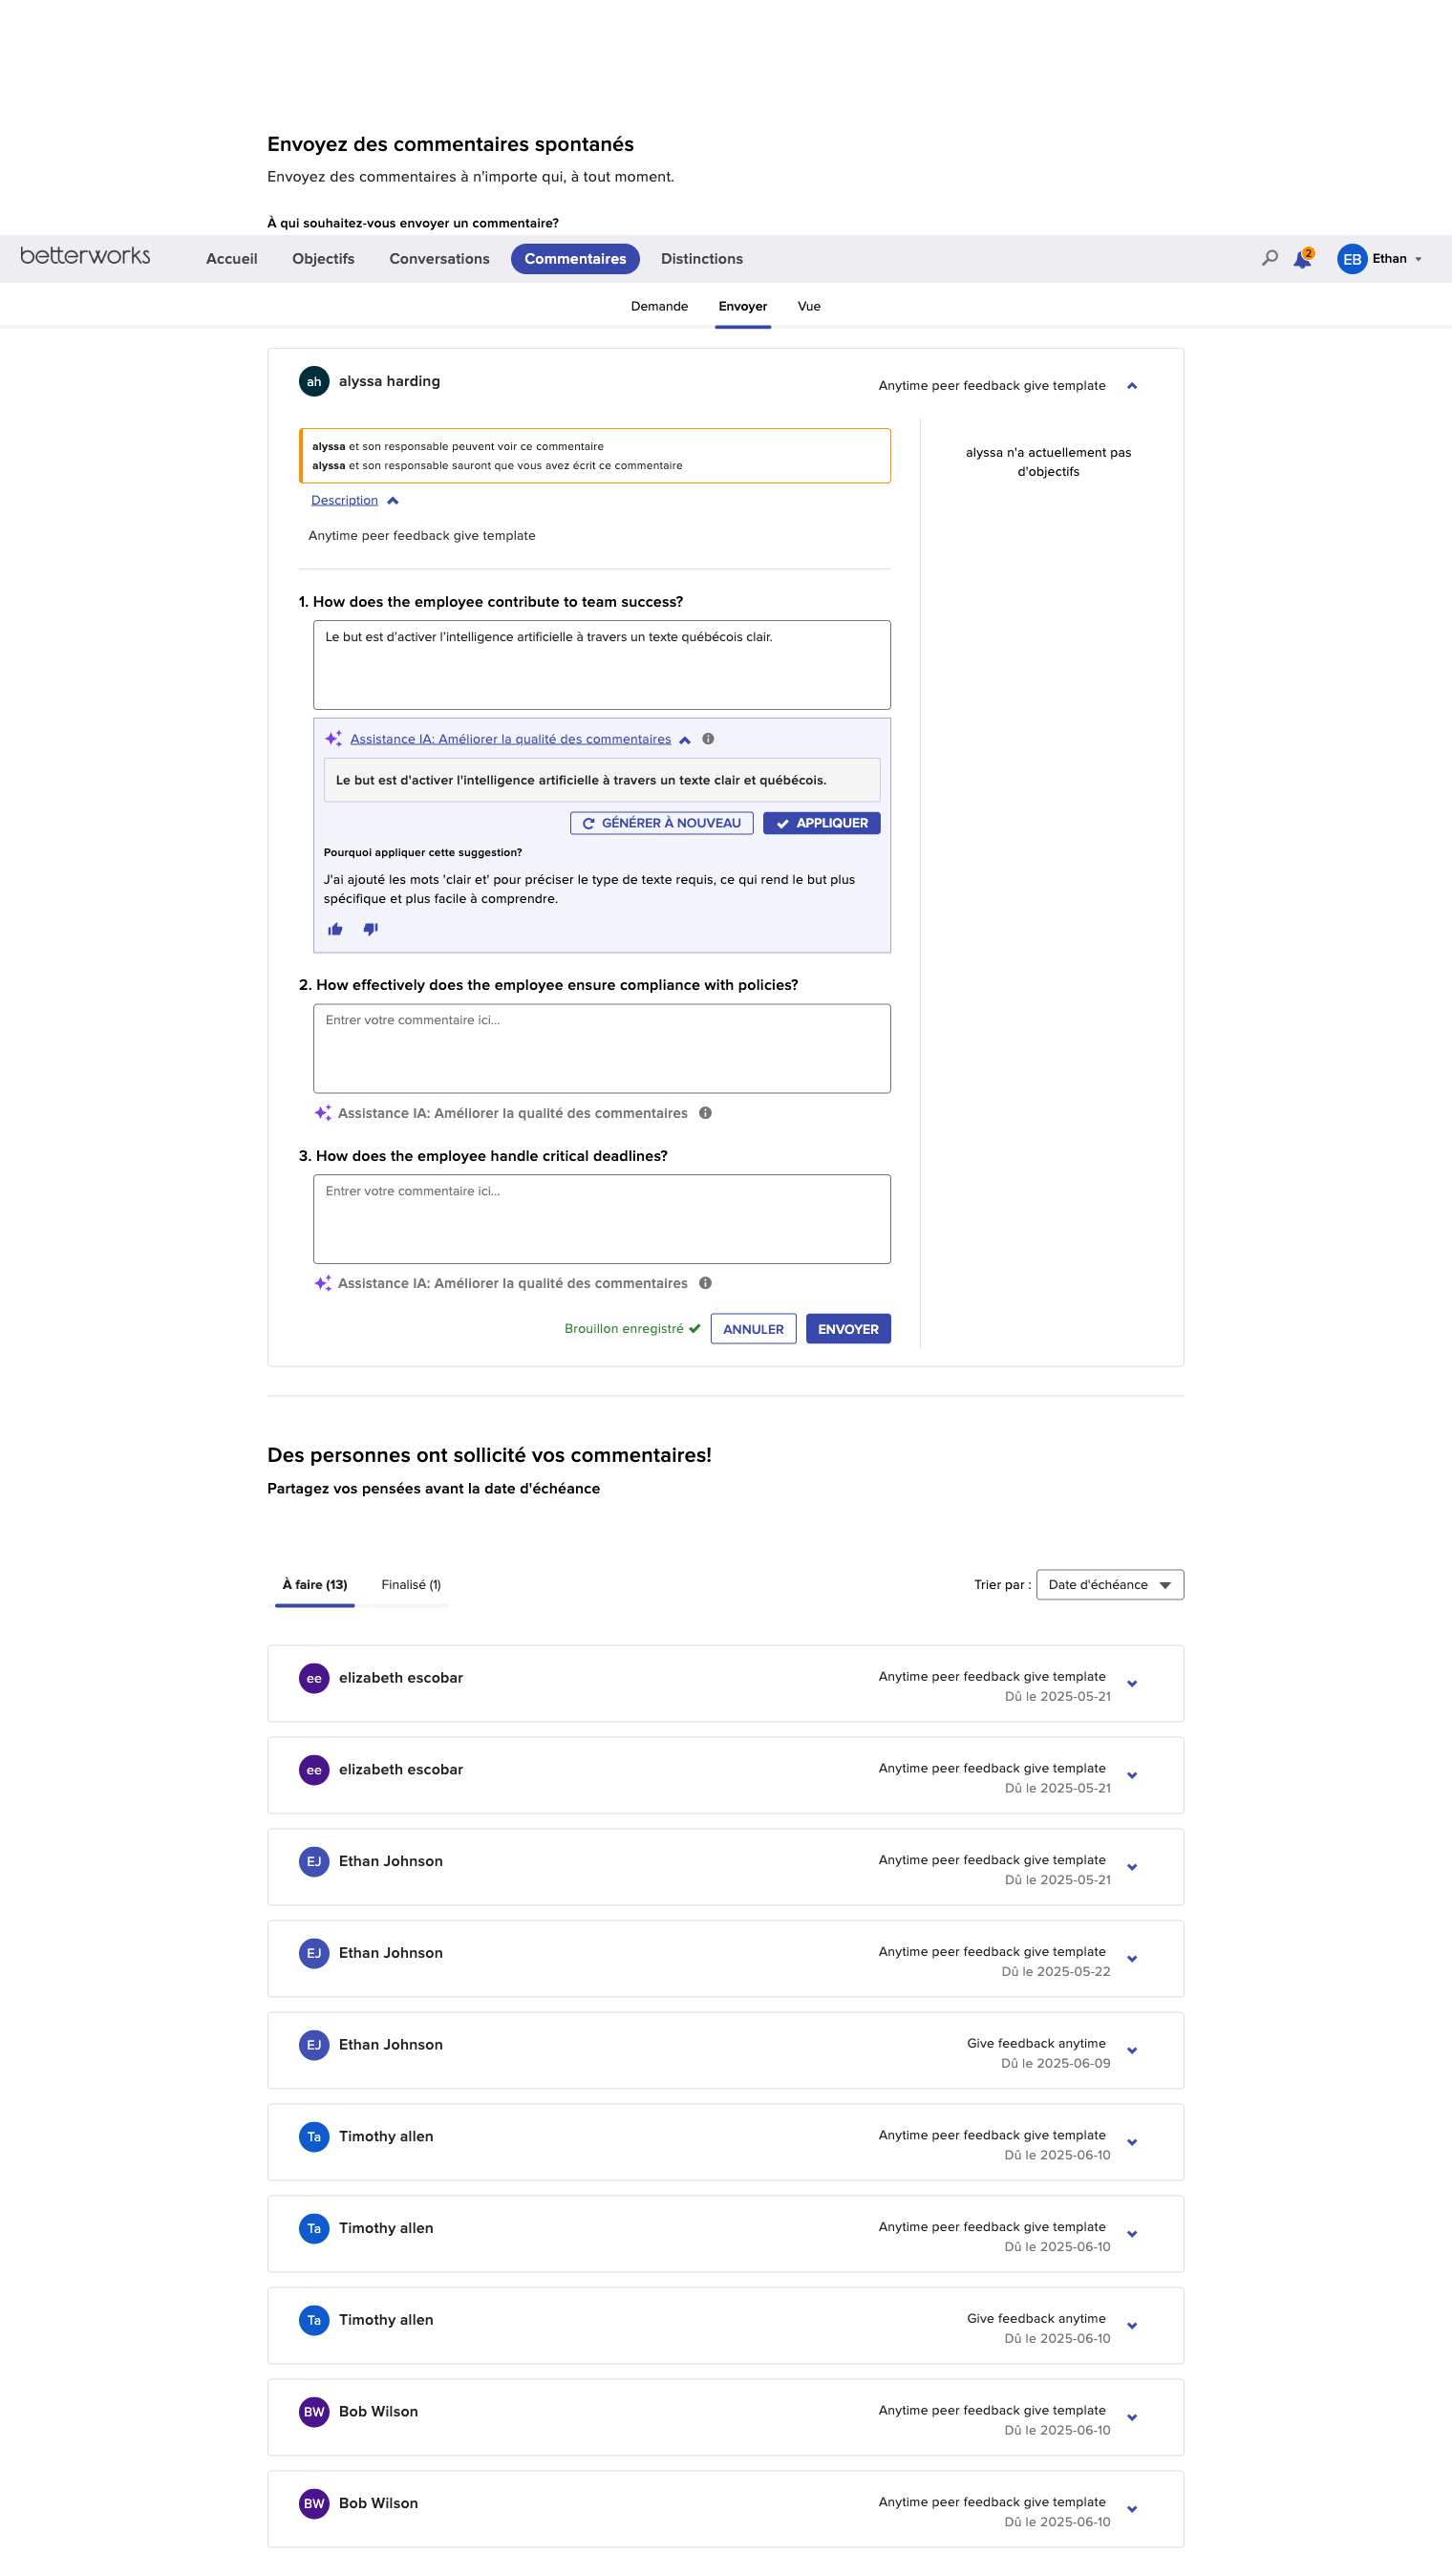 Envoyez des commentaires spontanés
Envoyez des commentaires à n'importe qui, à tout moment.
À qui souhaitez-vous envoyer un commentaire?
betterworks
Accueil
Objectifs
Conversations
Commentaires
Distinctions
2
EB
Ethan
Demande
Envoyer
Vue
ah
alyssa harding
Anytime peer feedback give template
alyssa et son responsable peuvent voir ce commentaire
alyssa et son responsable sauront que vous avez écrit ce commentaire
alyssa n'a actuellement pas
d'objectifs
Description
Anytime peer feedback give template
1. How does the employee contribute to team success?
Le but est d’activer l’intelligence artificielle à travers un texte québécois clair.
Assistance IA: Améliorer la qualité des commentaires
Le but est d'activer l'intelligence artificielle à travers un texte clair et québécois.
GÉNÉRER À NOUVEAU
APPLIQUER
Pourquoi appliquer cette suggestion?
J'ai ajouté les mots 'clair et' pour préciser le type de texte requis, ce qui rend le but plus
spécifique et plus facile à comprendre.
2. How effectively does the employee ensure compliance with policies?
Entrer votre commentaire ici...
Assistance IA: Améliorer la qualité des commentaires
3. How does the employee handle critical deadlines?
Entrer votre commentaire ici...
Assistance IA: Améliorer la qualité des commentaires
Brouillon enregistré
ANNULER
ENVOYER
Des personnes ont sollicité vos commentaires!
Partagez vos pensées avant la date d'échéance
À faire (13)
Finalisé (1)
Trier par :
Date d'échéance
ee
elizabeth escobar
Anytime peer feedback give template
Dû le 2025-05-21
ee
elizabeth escobar
Anytime peer feedback give template
Dû le 2025-05-21
EJ
Ethan Johnson
Anytime peer feedback give template
Dû le 2025-05-21
EJ
Ethan Johnson
Anytime peer feedback give template
Dû le 2025-05-22
EJ
Ethan Johnson
Give feedback anytime
Dû le 2025-06-09
Ta
Timothy allen
Anytime peer feedback give template
Dû le 2025-06-10
Ta
Timothy allen
Anytime peer feedback give template
Dû le 2025-06-10
Ta
Timothy allen
Give feedback anytime
Dû le 2025-06-10
BW
Bob Wilson
Anytime peer feedback give template
Dû le 2025-06-10
BW
Bob Wilson
Anytime peer feedback give template
Dû le 2025-06-10